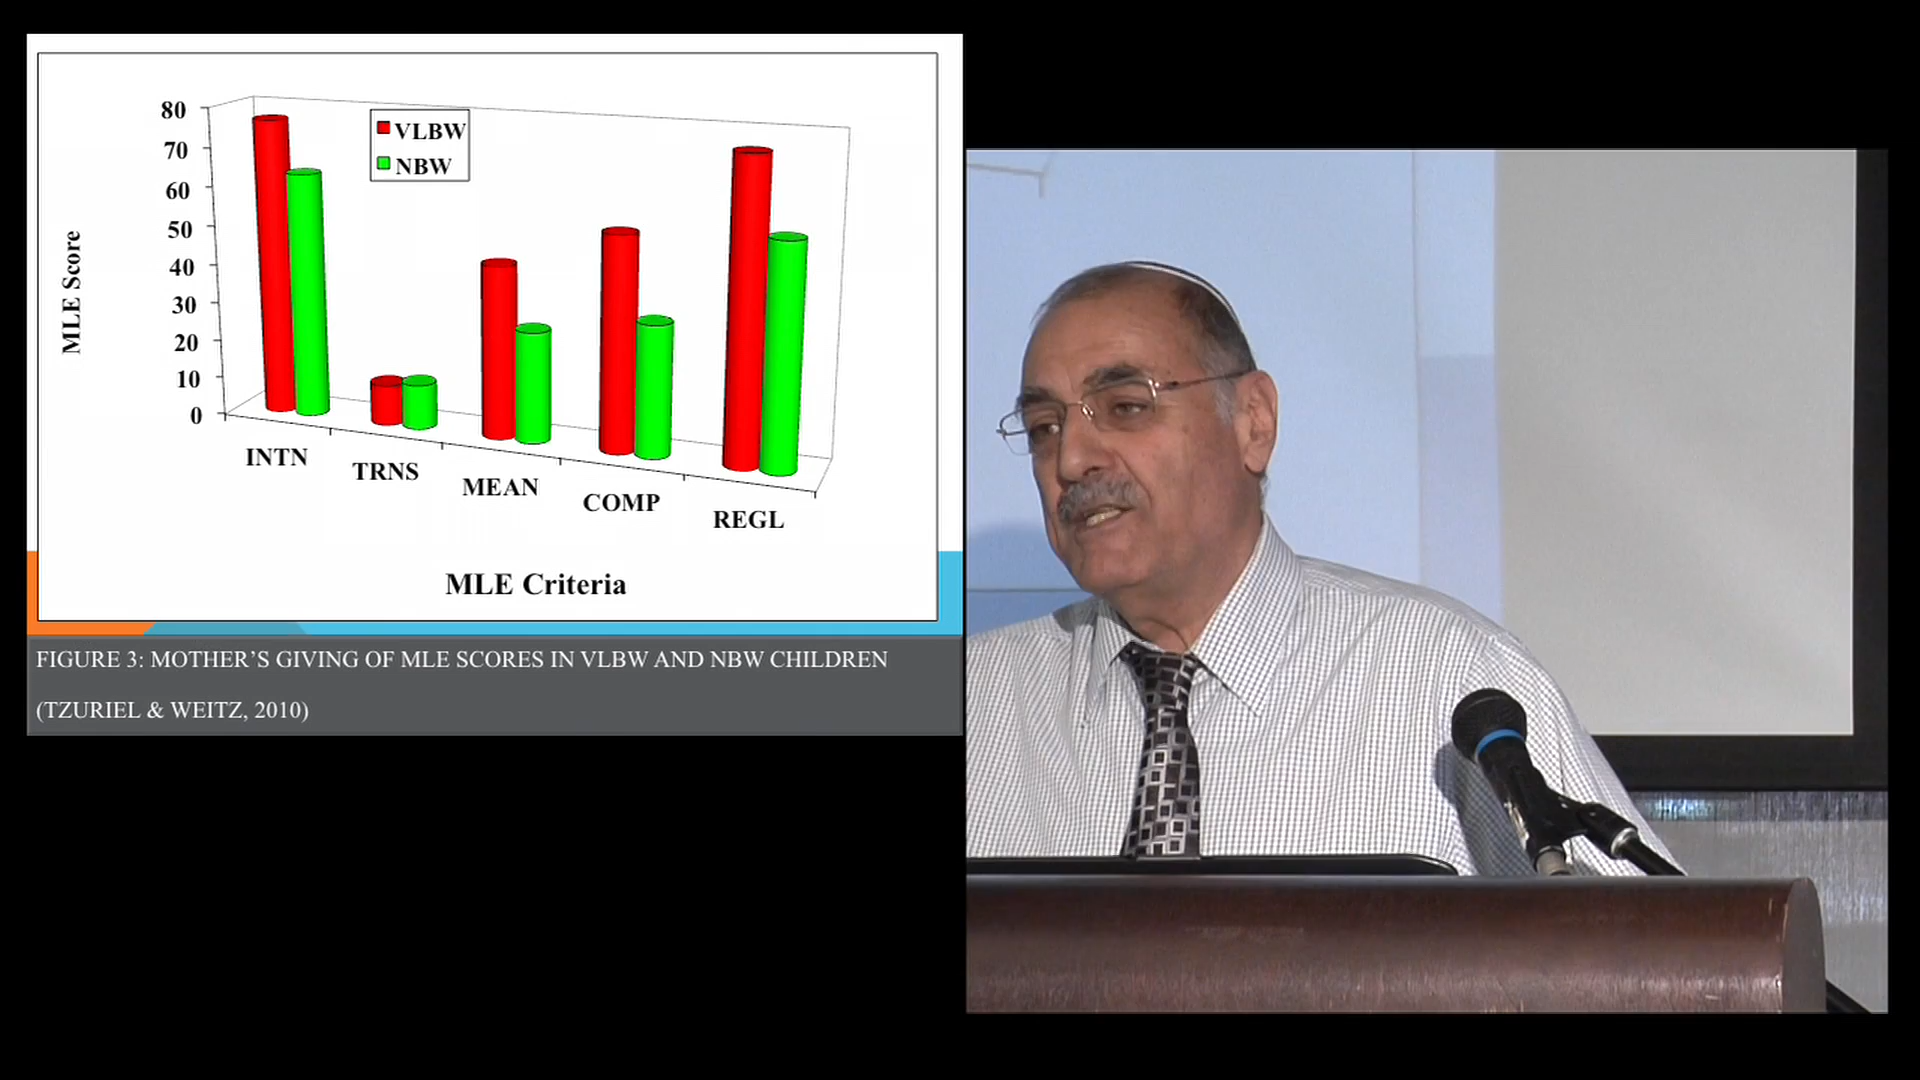 80
70
60
50
40
30
20
10
0
MLE Score
VLBW
NBW
INTN
TRNS
MEAN
COMP
REGL
MLE Criteria
FIGURE 3: MOTHER'S GIVING OF MLE SCORES IN VLBW AND NBW CHILDREN
(TZURIEL & WEITZ, 2010)